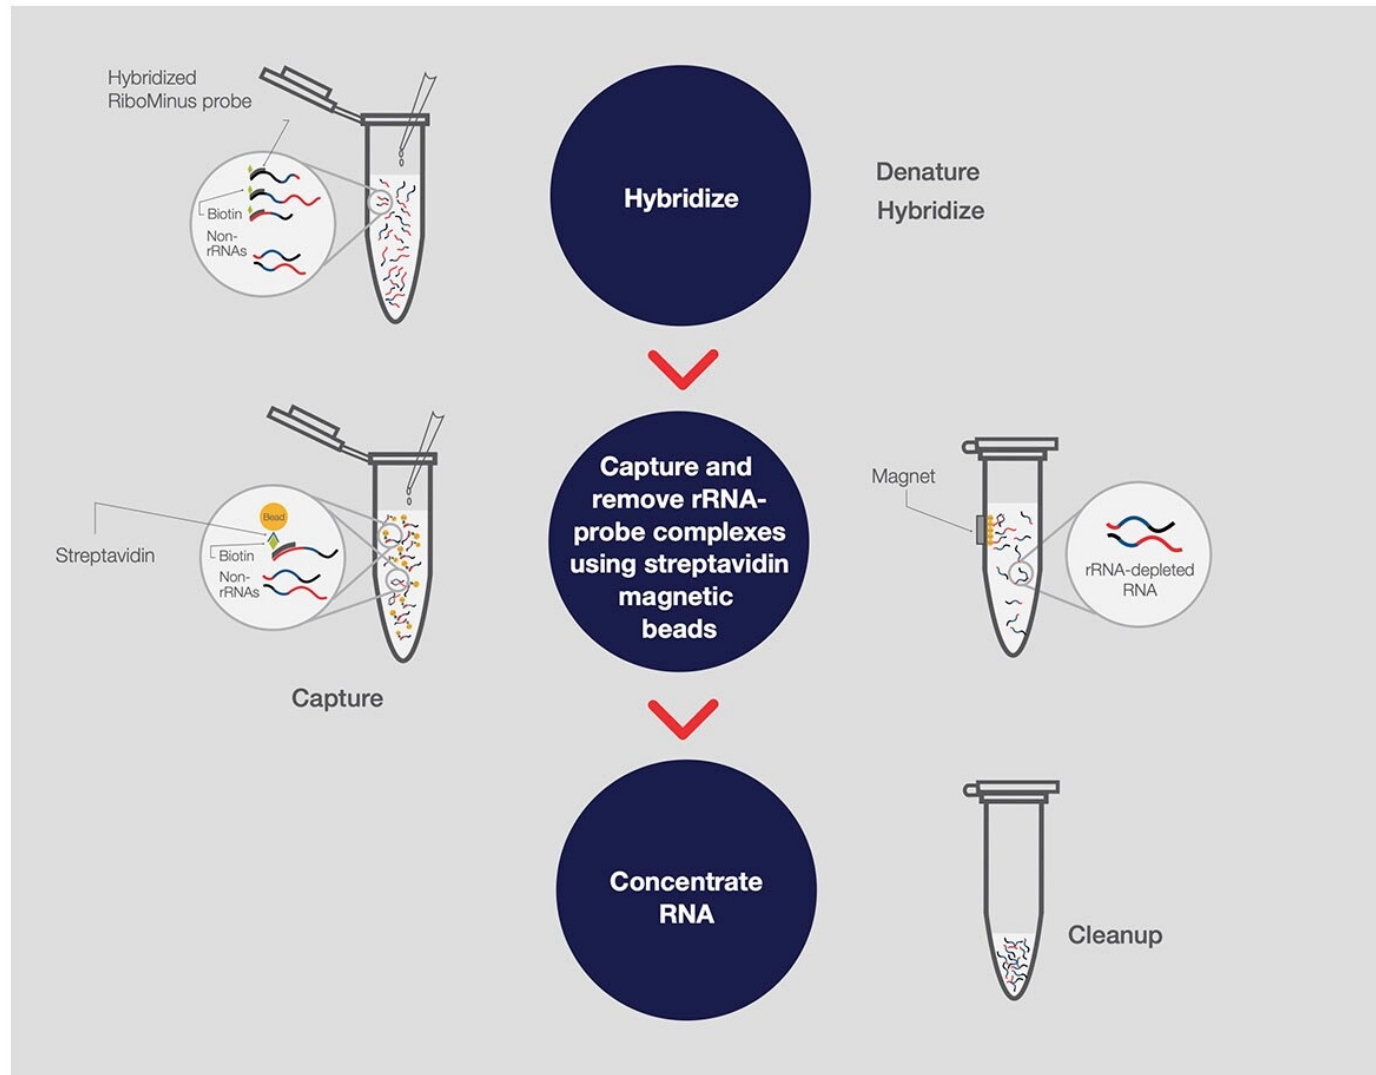 Hybridized
RiboMinus probe
Biotin
Non-
rRNAs
Hybridize
Denature
Hybridize
Streptavidin
Bead
Biotin
Non-
rRNAs
Capture
Capture and
remove rRNA-
probe complexes
using streptavidin
magnetic
beads
Magnet
rRNA-depleted
RNA
Concentrate
RNA
Cleanup